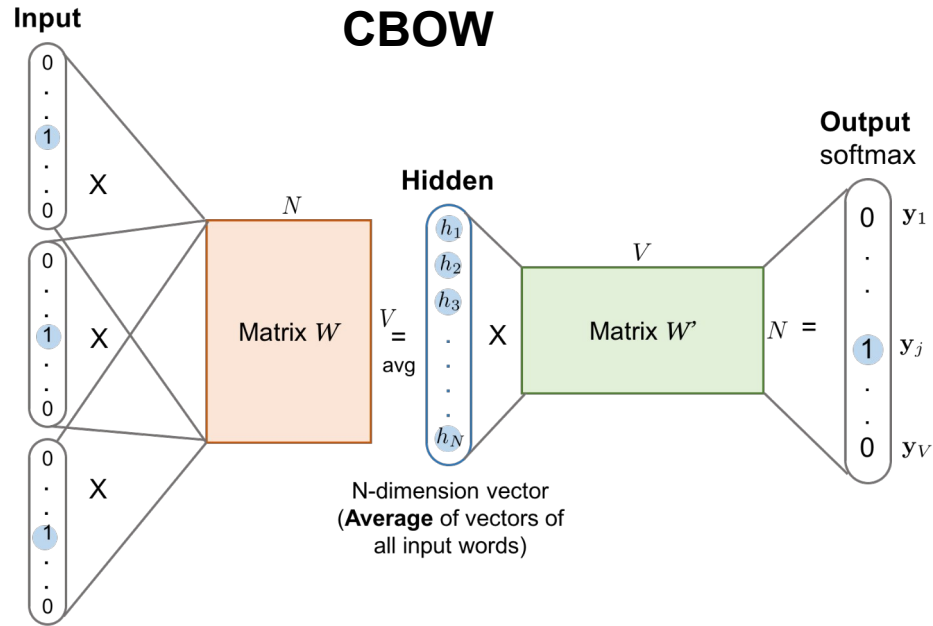 CBOW
Input
0
.
.
1
.
.
0
X
0
.
.
1
.
.
0
X
0
.
.
1
.
.
0
X
N
Matrix W
V
=
avg
Hidden
h1
h2
h3
.
.
.
.
hN
N-dimension vector
(Average of vectors of
all input words)
X
V
Matrix W'
N =
Output
softmax
0 y1
.
.
1 yj
.
.
0 yV